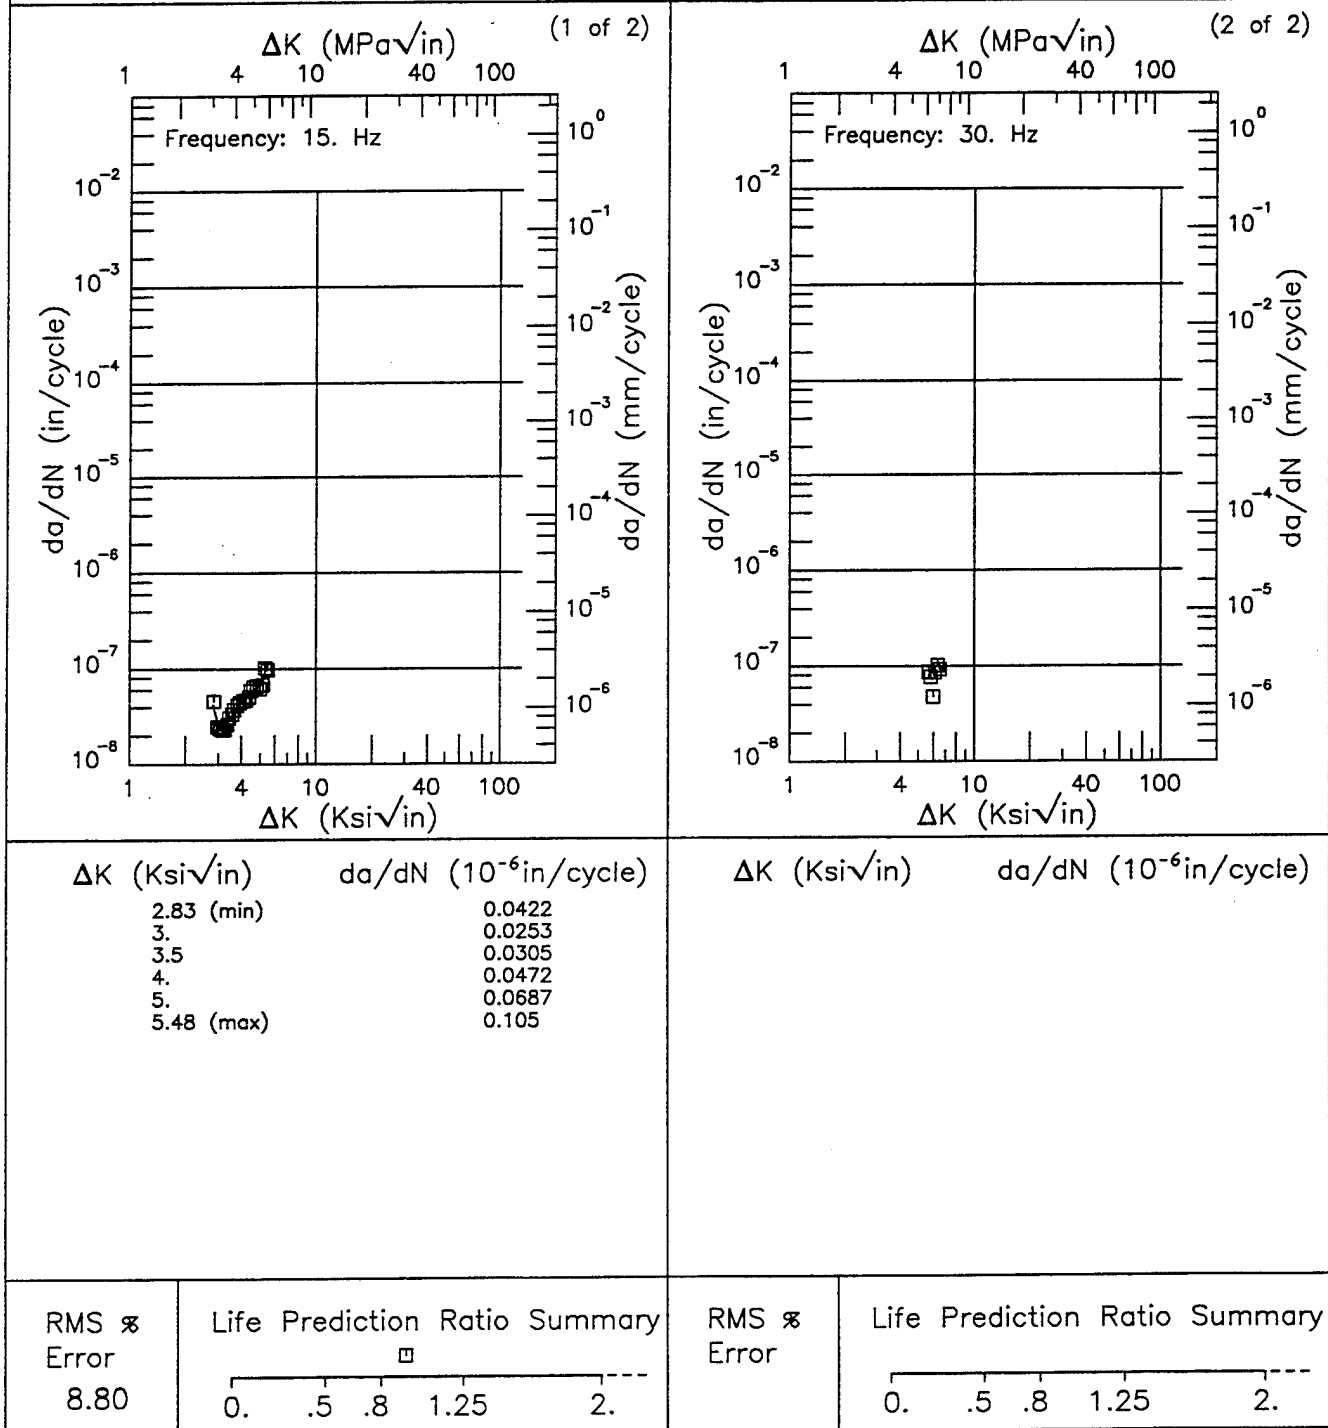 (1 of 2)
ΔK (MPa√in)
1 4 10 40 100
Frequency: 15. Hz
10⁰
10⁻¹
10⁻²
10⁻³
10⁻⁴
10⁻⁵
10⁻⁶
da/dN (mm/cycle)
10⁻²
10⁻³
10⁻⁴
10⁻⁵
10⁻⁶
10⁻⁷
10⁻⁸
da/dN (in/cycle)
1 4 10 40 100
ΔK (Ksi√in)
(2 of 2)
ΔK (MPa√in)
1 4 10 40 100
Frequency: 30. Hz
10⁰
10⁻¹
10⁻²
10⁻³
10⁻⁴
10⁻⁵
10⁻⁶
da/dN (mm/cycle)
10⁻²
10⁻³
10⁻⁴
10⁻⁵
10⁻⁶
10⁻⁷
10⁻⁸
da/dN (in/cycle)
1 4 10 40 100
ΔK (Ksi√in)
ΔK (Ksi√in) da/dN (10⁻⁶in/cycle)
2.83 (min) 0.0422
3. 0.0253
3.5 0.0305
4. 0.0472
5. 0.0687
5.48 (max) 0.105
ΔK (Ksi√in) da/dN (10⁻⁶in/cycle)
RMS %
Error
8.80
Life Prediction Ratio Summary
0. .5 .8 1.25 2.
RMS %
Error
Life Prediction Ratio Summary
0. .5 .8 1.25 2.